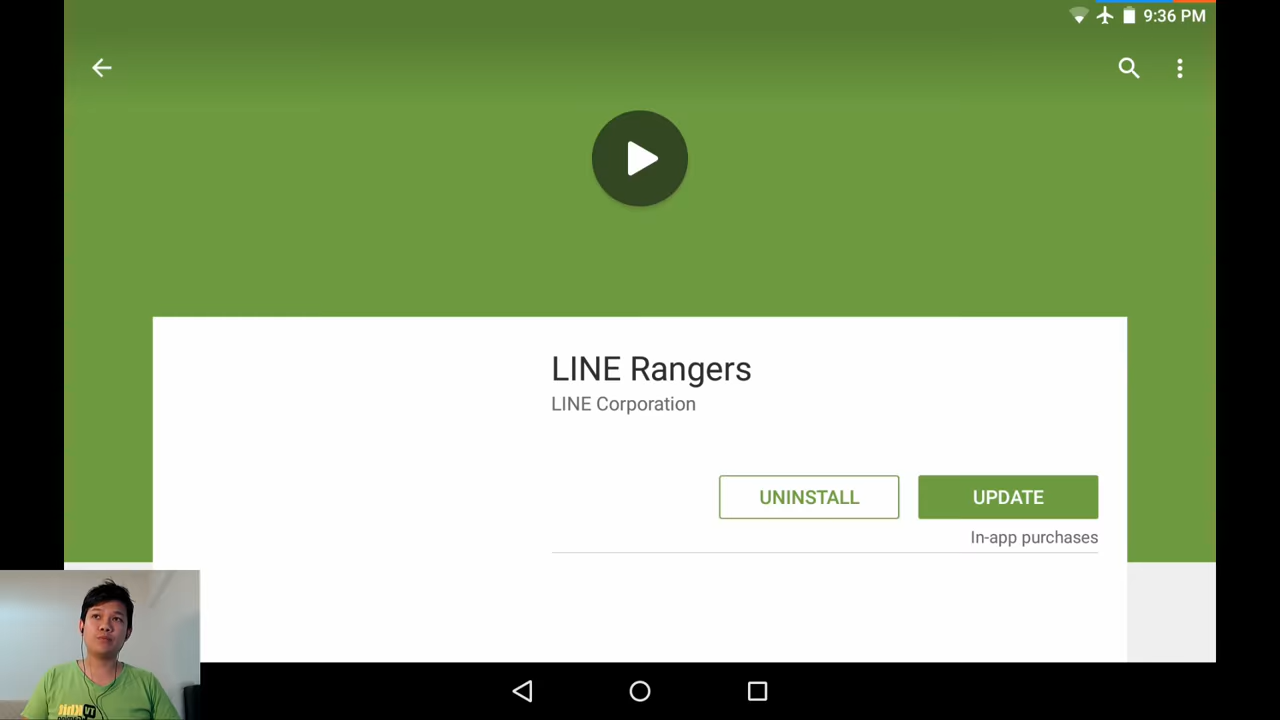 9:36 PM
LINE Rangers
LINE Corporation
UNINSTALL
UPDATE
In-app purchases